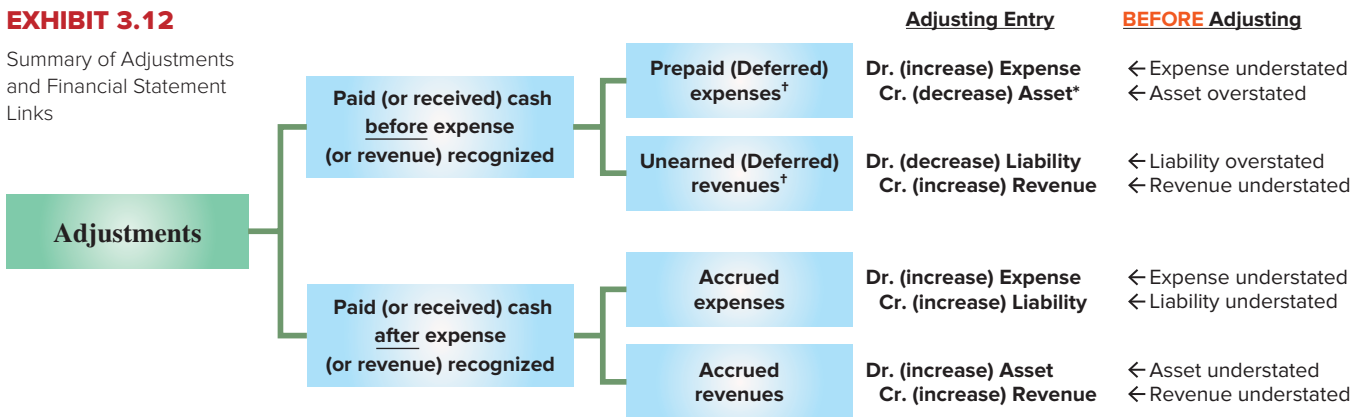 EXHIBIT 3.12
Summary of Adjustments
and Financial Statement
Links
Adjusting Entry
BEFORE Adjusting
Adjustments
Paid (or received) cash
before expense
(or revenue) recognized
Prepaid (Deferred)
expenses†
Dr. (increase) Expense
Cr. (decrease) Asset*
←Expense understated
←Asset overstated
Unearned (Deferred)
revenues†
Dr. (decrease) Liability
Cr. (increase) Revenue
←Liability overstated
←Revenue understated
Paid (or received) cash
after expense
(or revenue) recognized
Accrued
expenses
Dr. (increase) Expense
Cr. (increase) Liability
←Expense understated
←Liability understated
Accrued
revenues
Dr. (increase) Asset
Cr. (increase) Revenue
←Asset understated
←Revenue understated